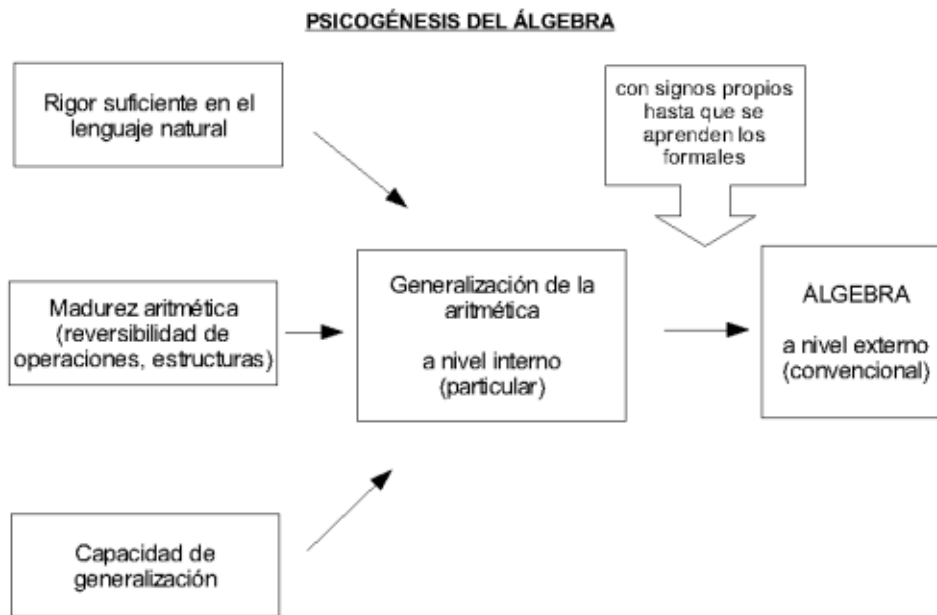 PSICOGÉNESIS DEL ÁLGEBRA
Rigor suficiente en el
lenguaje natural
con signos propios
hasta que se
aprenden los
formales
Madurez aritmética
(reversibilidad de
operaciones, estructuras)
Generalización de la
aritmética
a nivel interno
(particular)
ÁLGEBRA
a nivel externo
(convencional)
Capacidad de
generalización